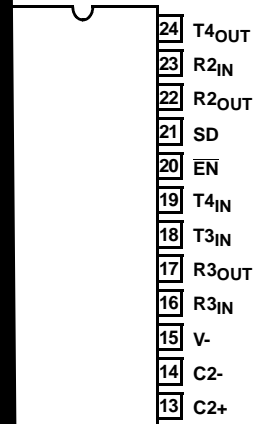 24 T4OUT
23 R2IN
22 R2OUT
21 SD
20 E̅N̅
19 T4IN
18 T3IN
17 R3OUT
16 R3IN
15 V-
14 C2-
13 C2+